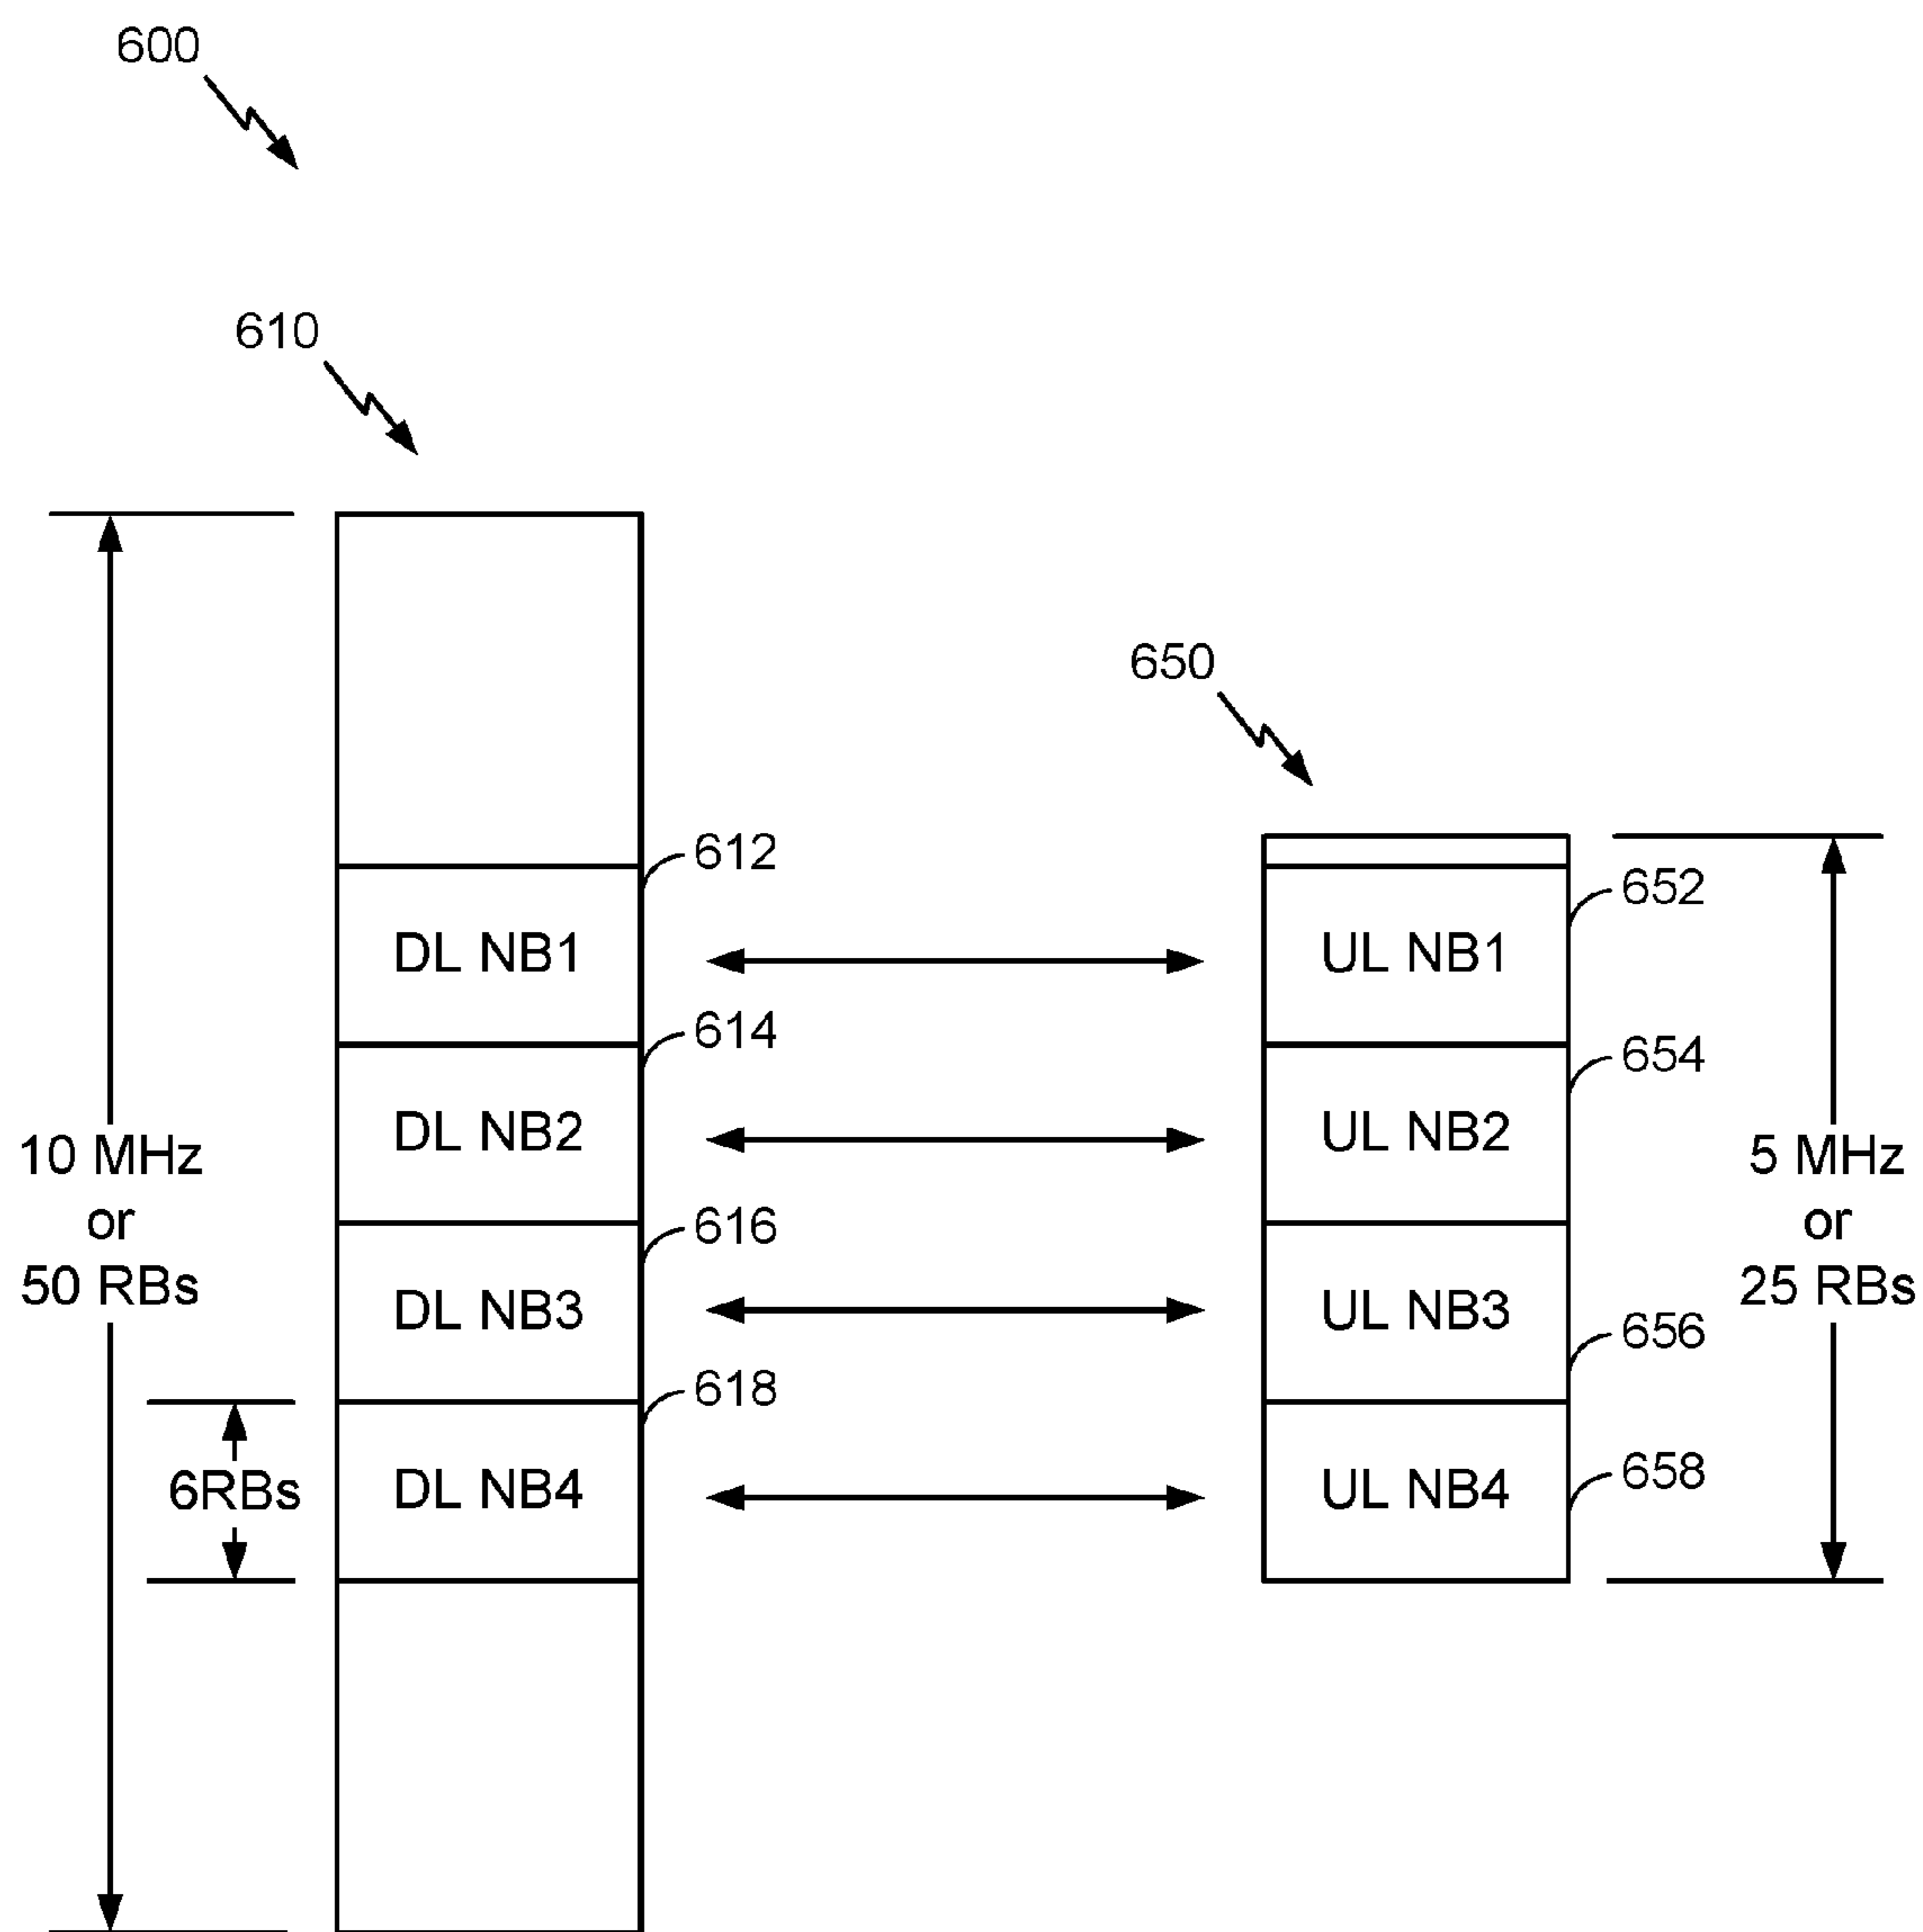 600
610
650
612
652
DL NB1
UL NB1
614
654
DL NB2
UL NB2
10 MHz
or
50 RBs
5 MHz
or
25 RBs
616
DL NB3
UL NB3
656
618
6RBs
DL NB4
UL NB4
658